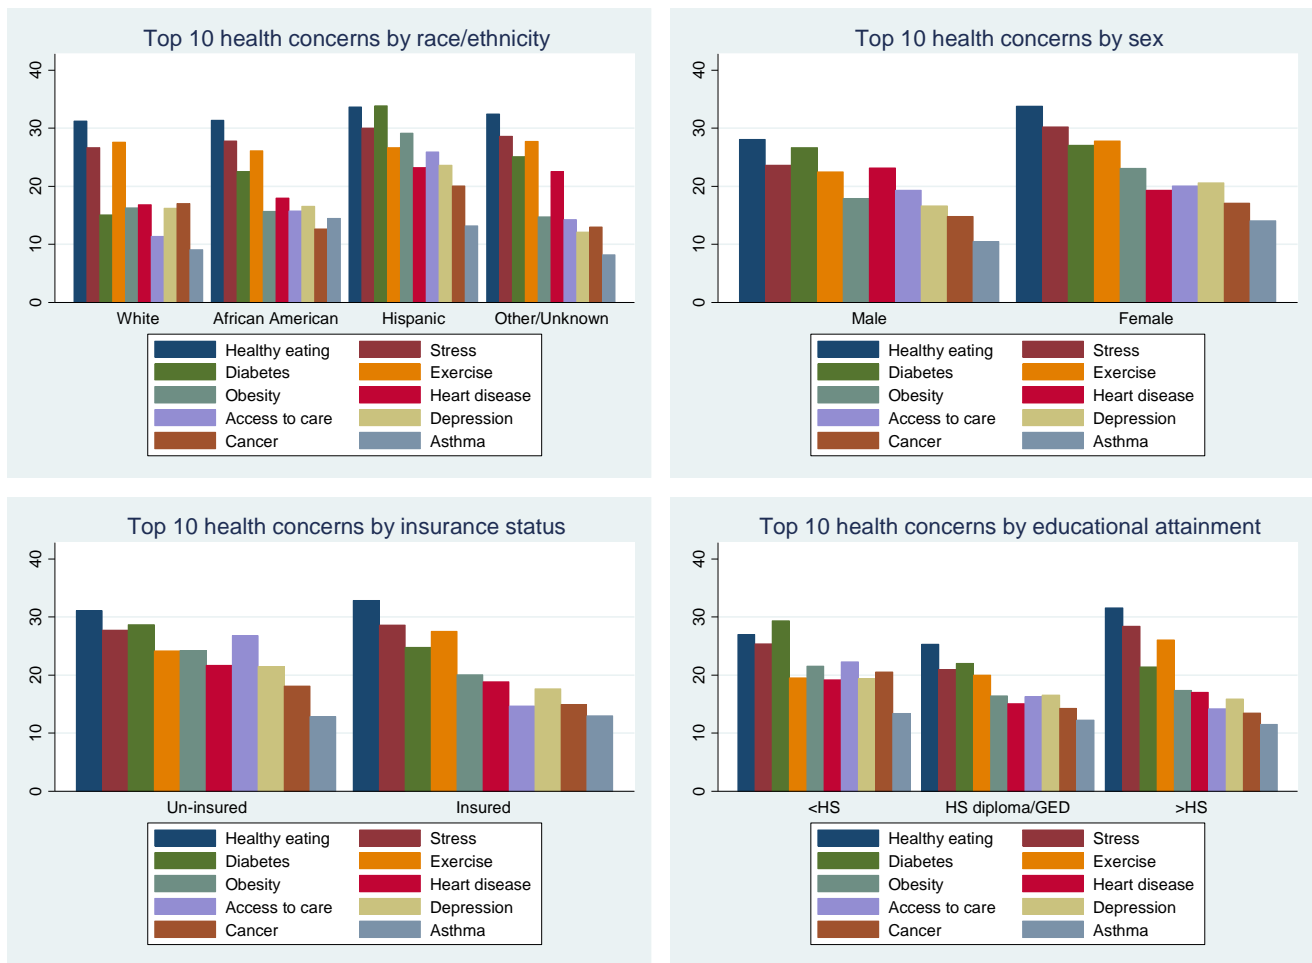 Top 10 health concerns by race/ethnicity
40
30
20
10
0
White African American Hispanic Other/Unknown
Healthy eating Stress
Diabetes Exercise
Obesity Heart disease
Access to care Depression
Cancer Asthma
Top 10 health concerns by sex
40
30
20
10
0
Male Female
Healthy eating Stress
Diabetes Exercise
Obesity Heart disease
Access to care Depression
Cancer Asthma
Top 10 health concerns by insurance status
40
30
20
10
0
Un-insured Insured
Healthy eating Stress
Diabetes Exercise
Obesity Heart disease
Access to care Depression
Cancer Asthma
Top 10 health concerns by educational attainment
40
30
20
10
0
<HS HS diploma/GED >HS
Healthy eating Stress
Diabetes Exercise
Obesity Heart disease
Access to care Depression
Cancer Asthma